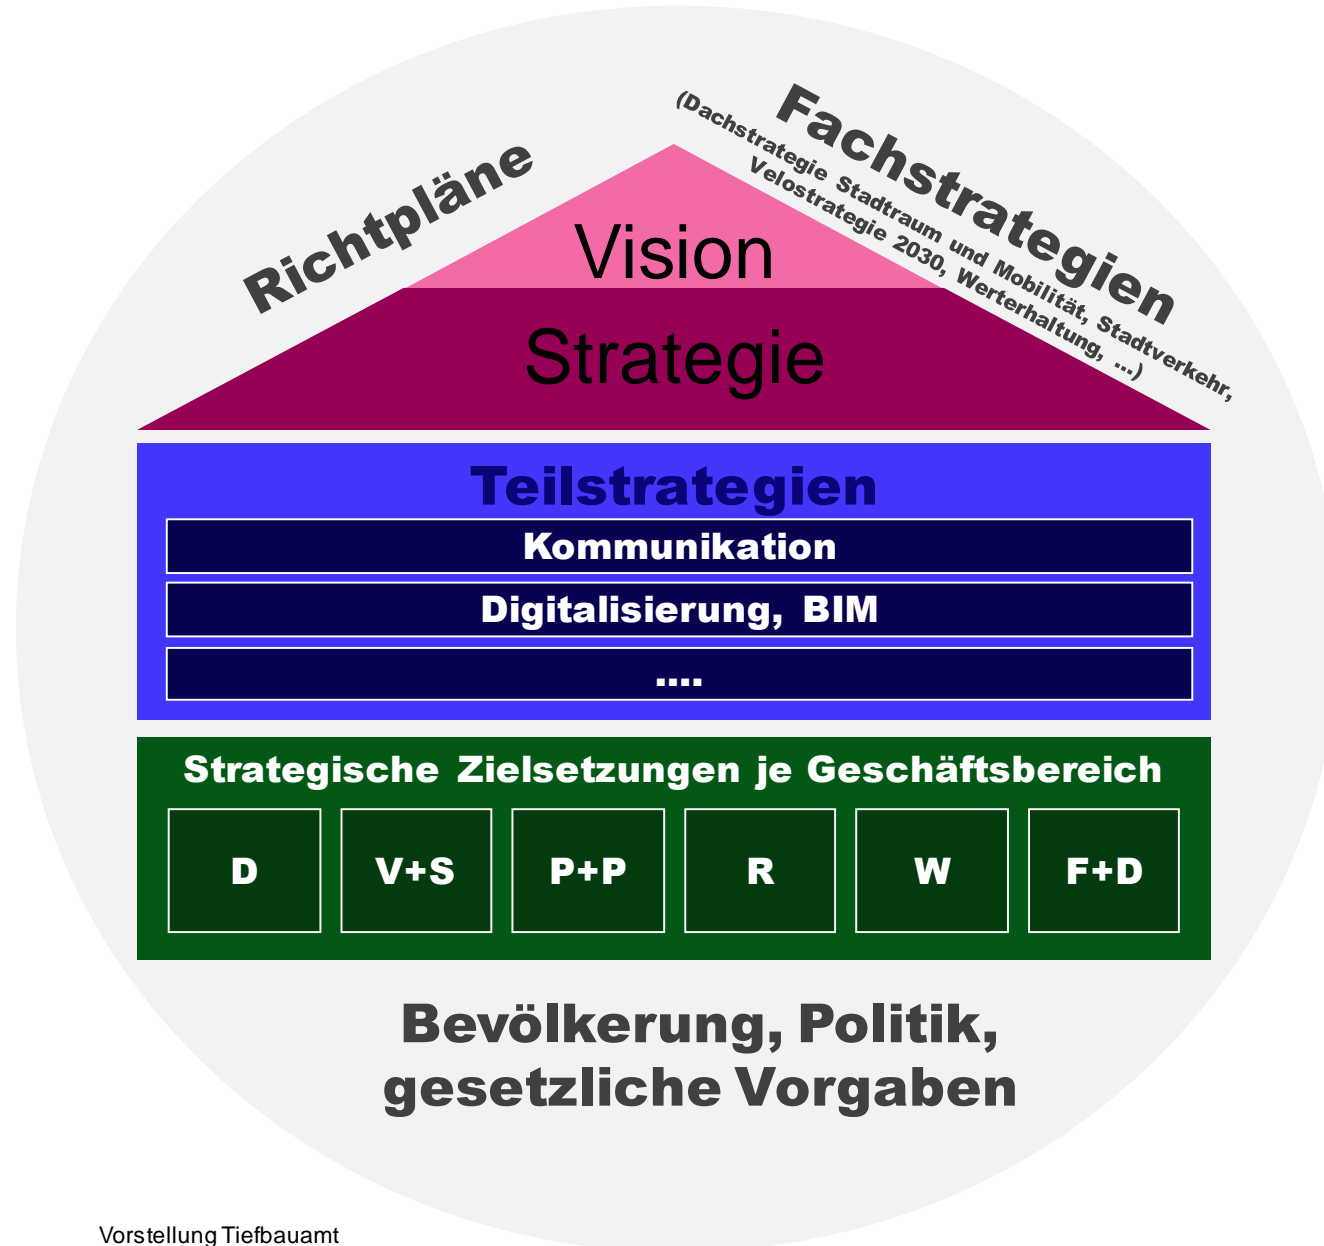 Richtpläne
Fachstrategien
(Dachstrategie Stadtraum und Mobilität, Stadtverkehr,
Velostrategie 2030, Werterhaltung, ...)
Vision
Strategie
Teilstrategien
Kommunikation
Digitalisierung, BIM
....
Strategische Zielsetzungen je Geschäftsbereich
D
V+S
P+P
R
W
F+D
Bevölkerung, Politik,
gesetzliche Vorgaben
Vorstellung Tiefbauamt